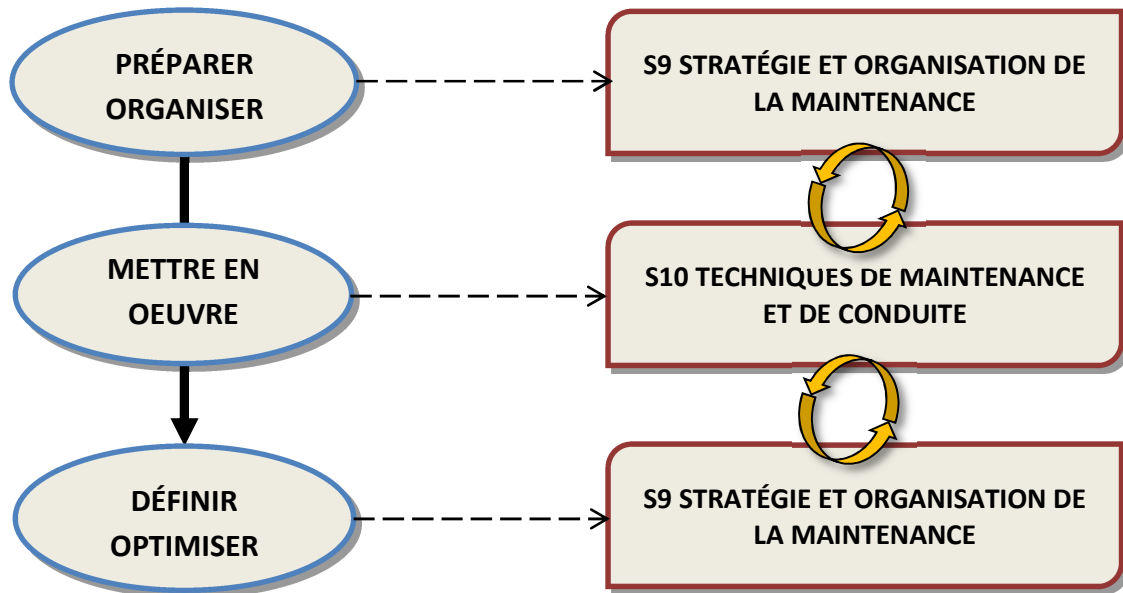 PRÉPARER
ORGANISER
S9 STRATÉGIE ET ORGANISATION DE
LA MAINTENANCE
METTRE EN
OEUVRE
S10 TECHNIQUES DE MAINTENANCE
ET DE CONDUITE
DÉFINIR
OPTIMISER
S9 STRATÉGIE ET ORGANISATION DE
LA MAINTENANCE